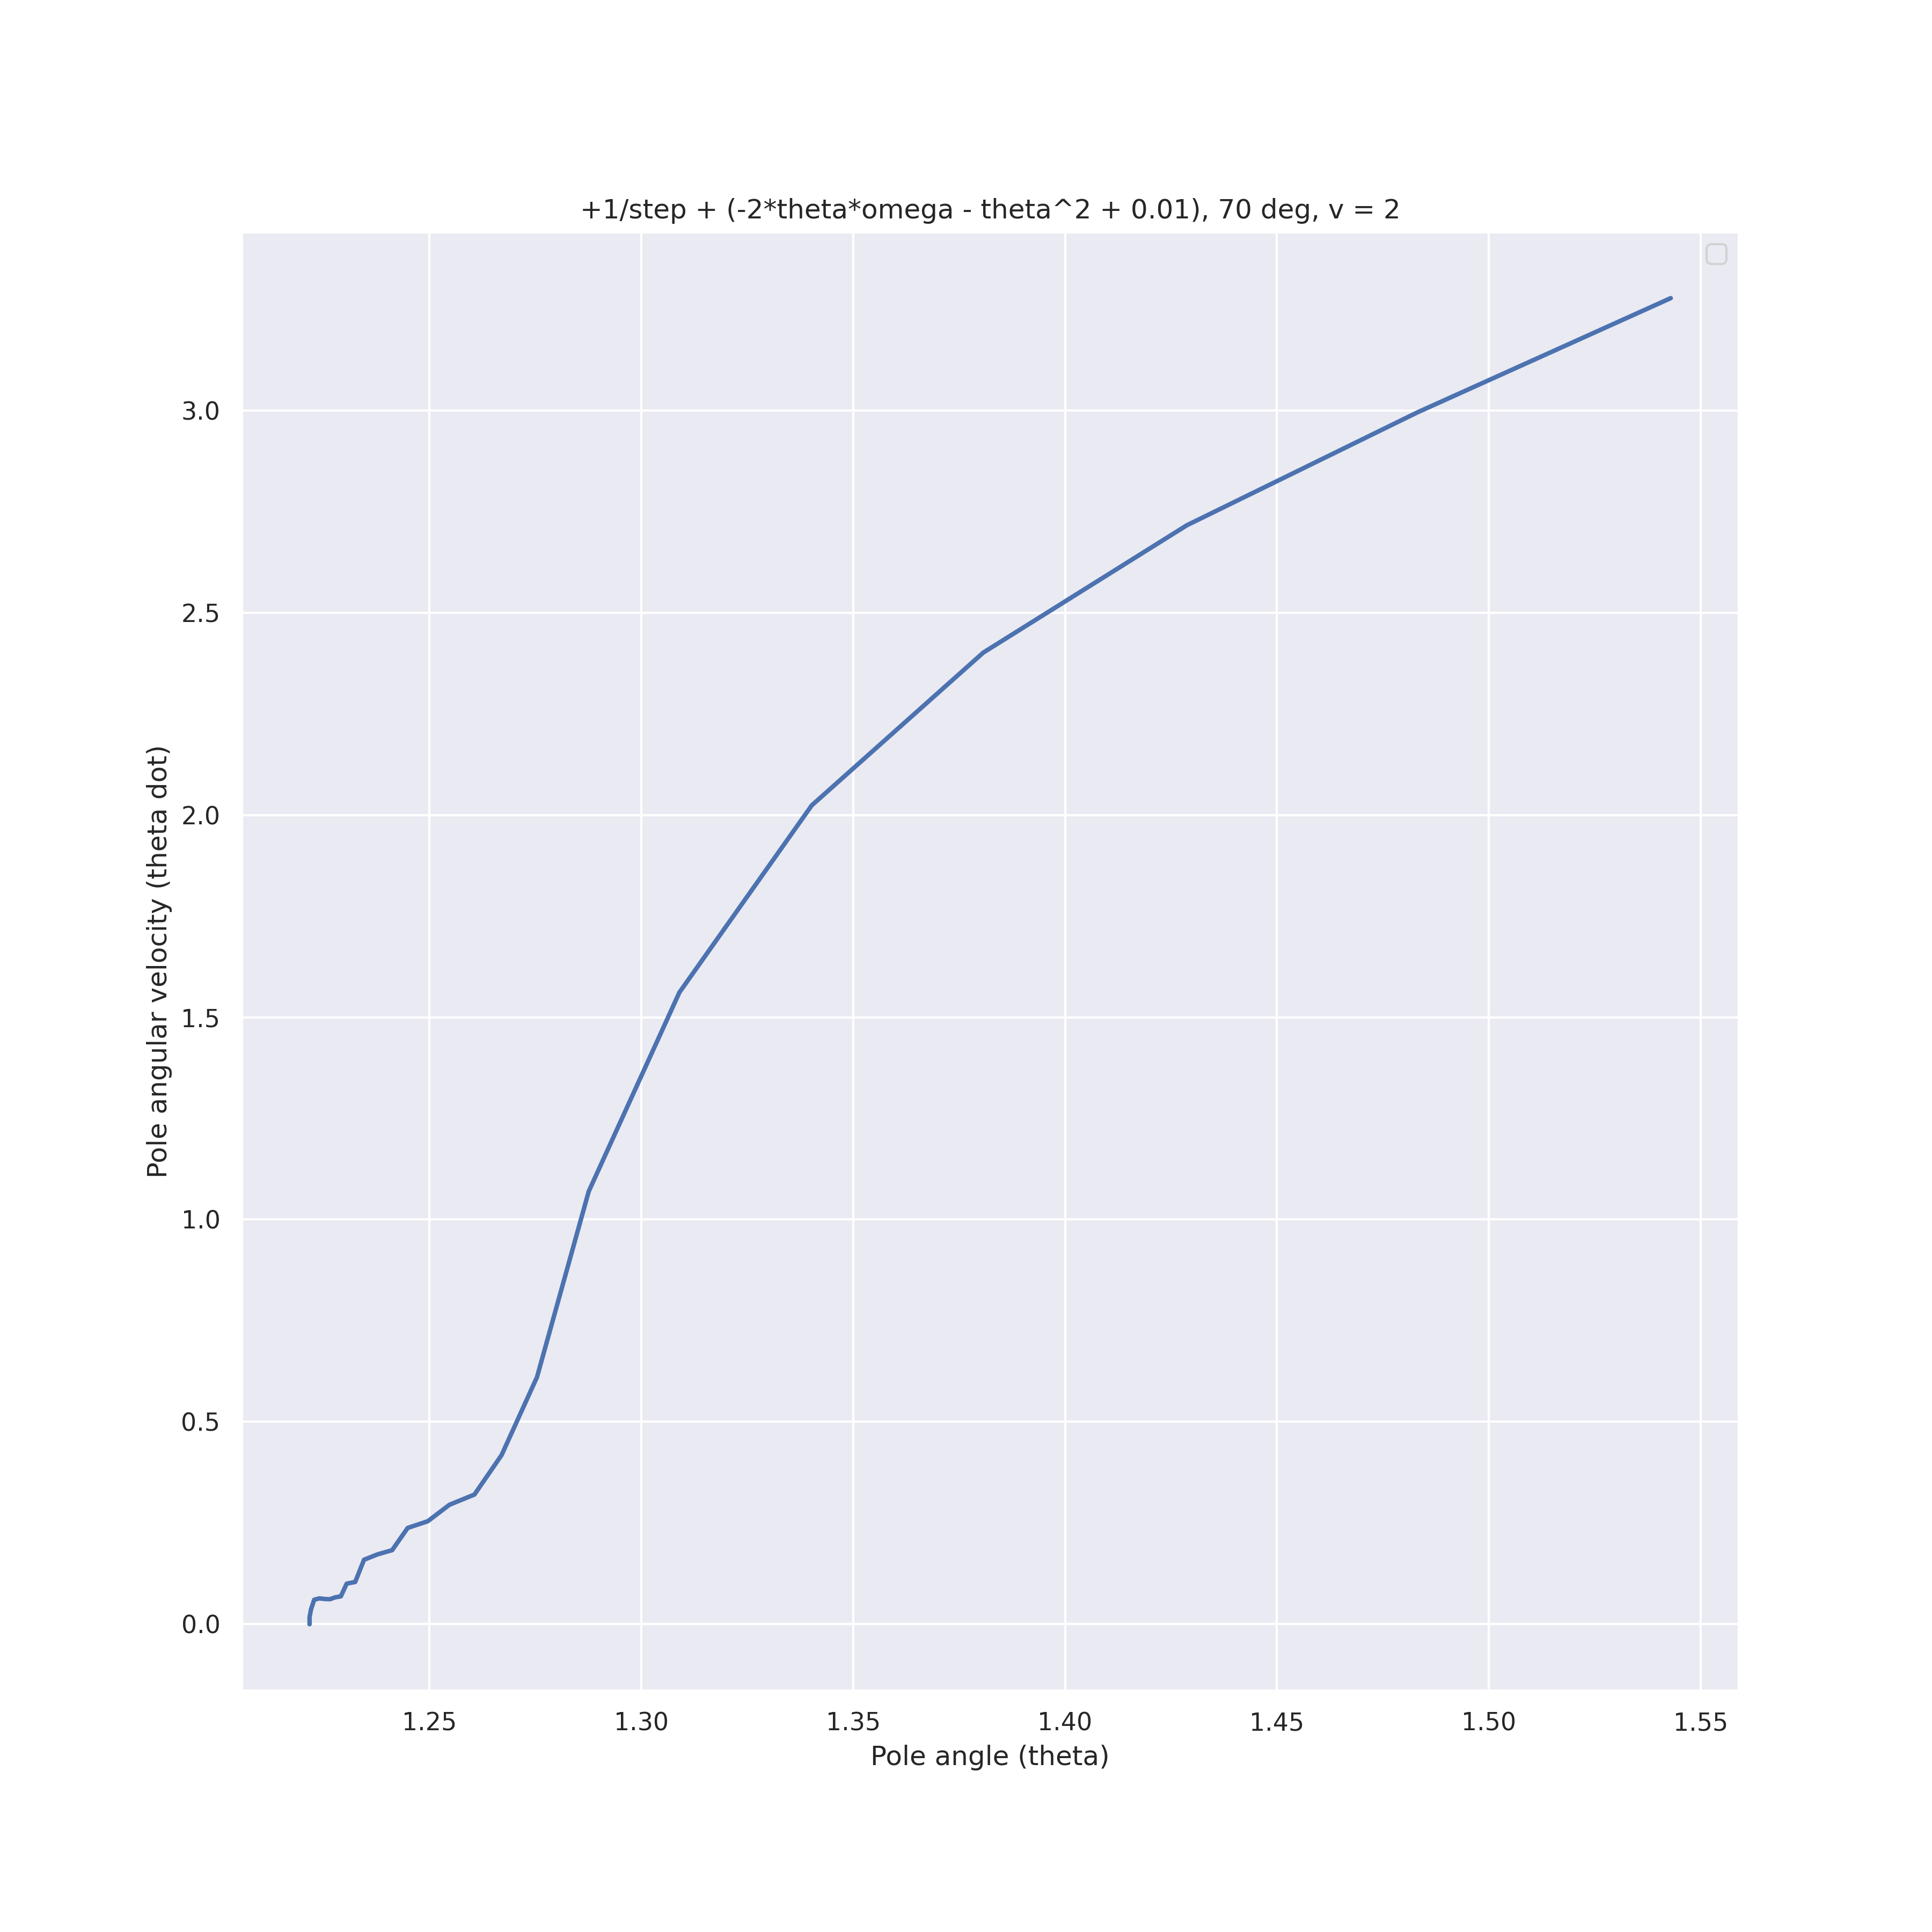 +1/step + (-2*theta*omega - theta^2 + 0.01), 70 deg, v = 2
Pole angular velocity (theta dot)
3.0
2.5
2.0
1.5
1.0
0.5
0.0
1.25 1.30 1.35 1.40 1.45 1.50 1.55
Pole angle (theta)